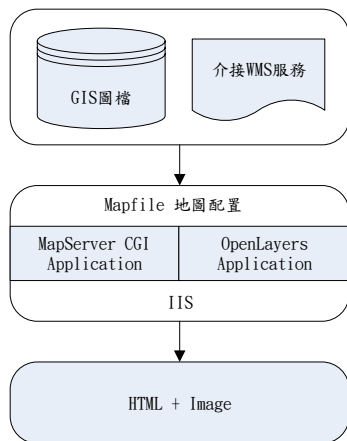 GIS圖檔
介接WMS服務
Mapfile 地圖配置
MapServer CGI
Application
OpenLayers
Application
IIS
HTML + Image